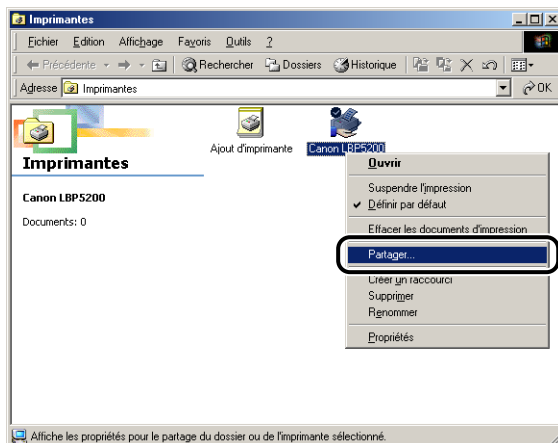 Imprimantes
Fichier Edition Affichage Favoris Outils ?
Précédente Rechercher Dossiers Historique
Adresse Imprimantes OK
Ajout d'imprimante Canon LBP5200
Imprimantes
Canon LBP5200
Documents: 0
Ouvrir
Suspendre l'impression
Définir par défaut
Effacer les documents d'impression
Partager...
Créer un raccourci
Supprimer
Renommer
Propriétés
Affiche les propriétés pour le partage du dossier ou de l'imprimante sélectionné.